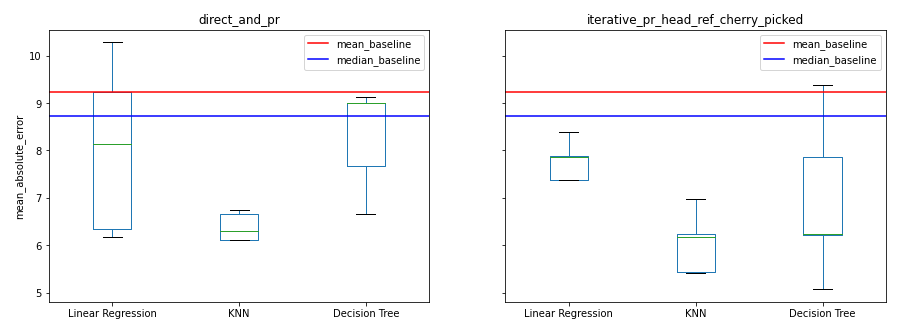 direct_and_pr
iterative_pr_head_ref_cherry_picked
mean_absolute_error
10
9
8
7
6
5
mean_baseline
median_baseline
mean_baseline
median_baseline
Linear Regression
KNN
Decision Tree
Linear Regression
KNN
Decision Tree